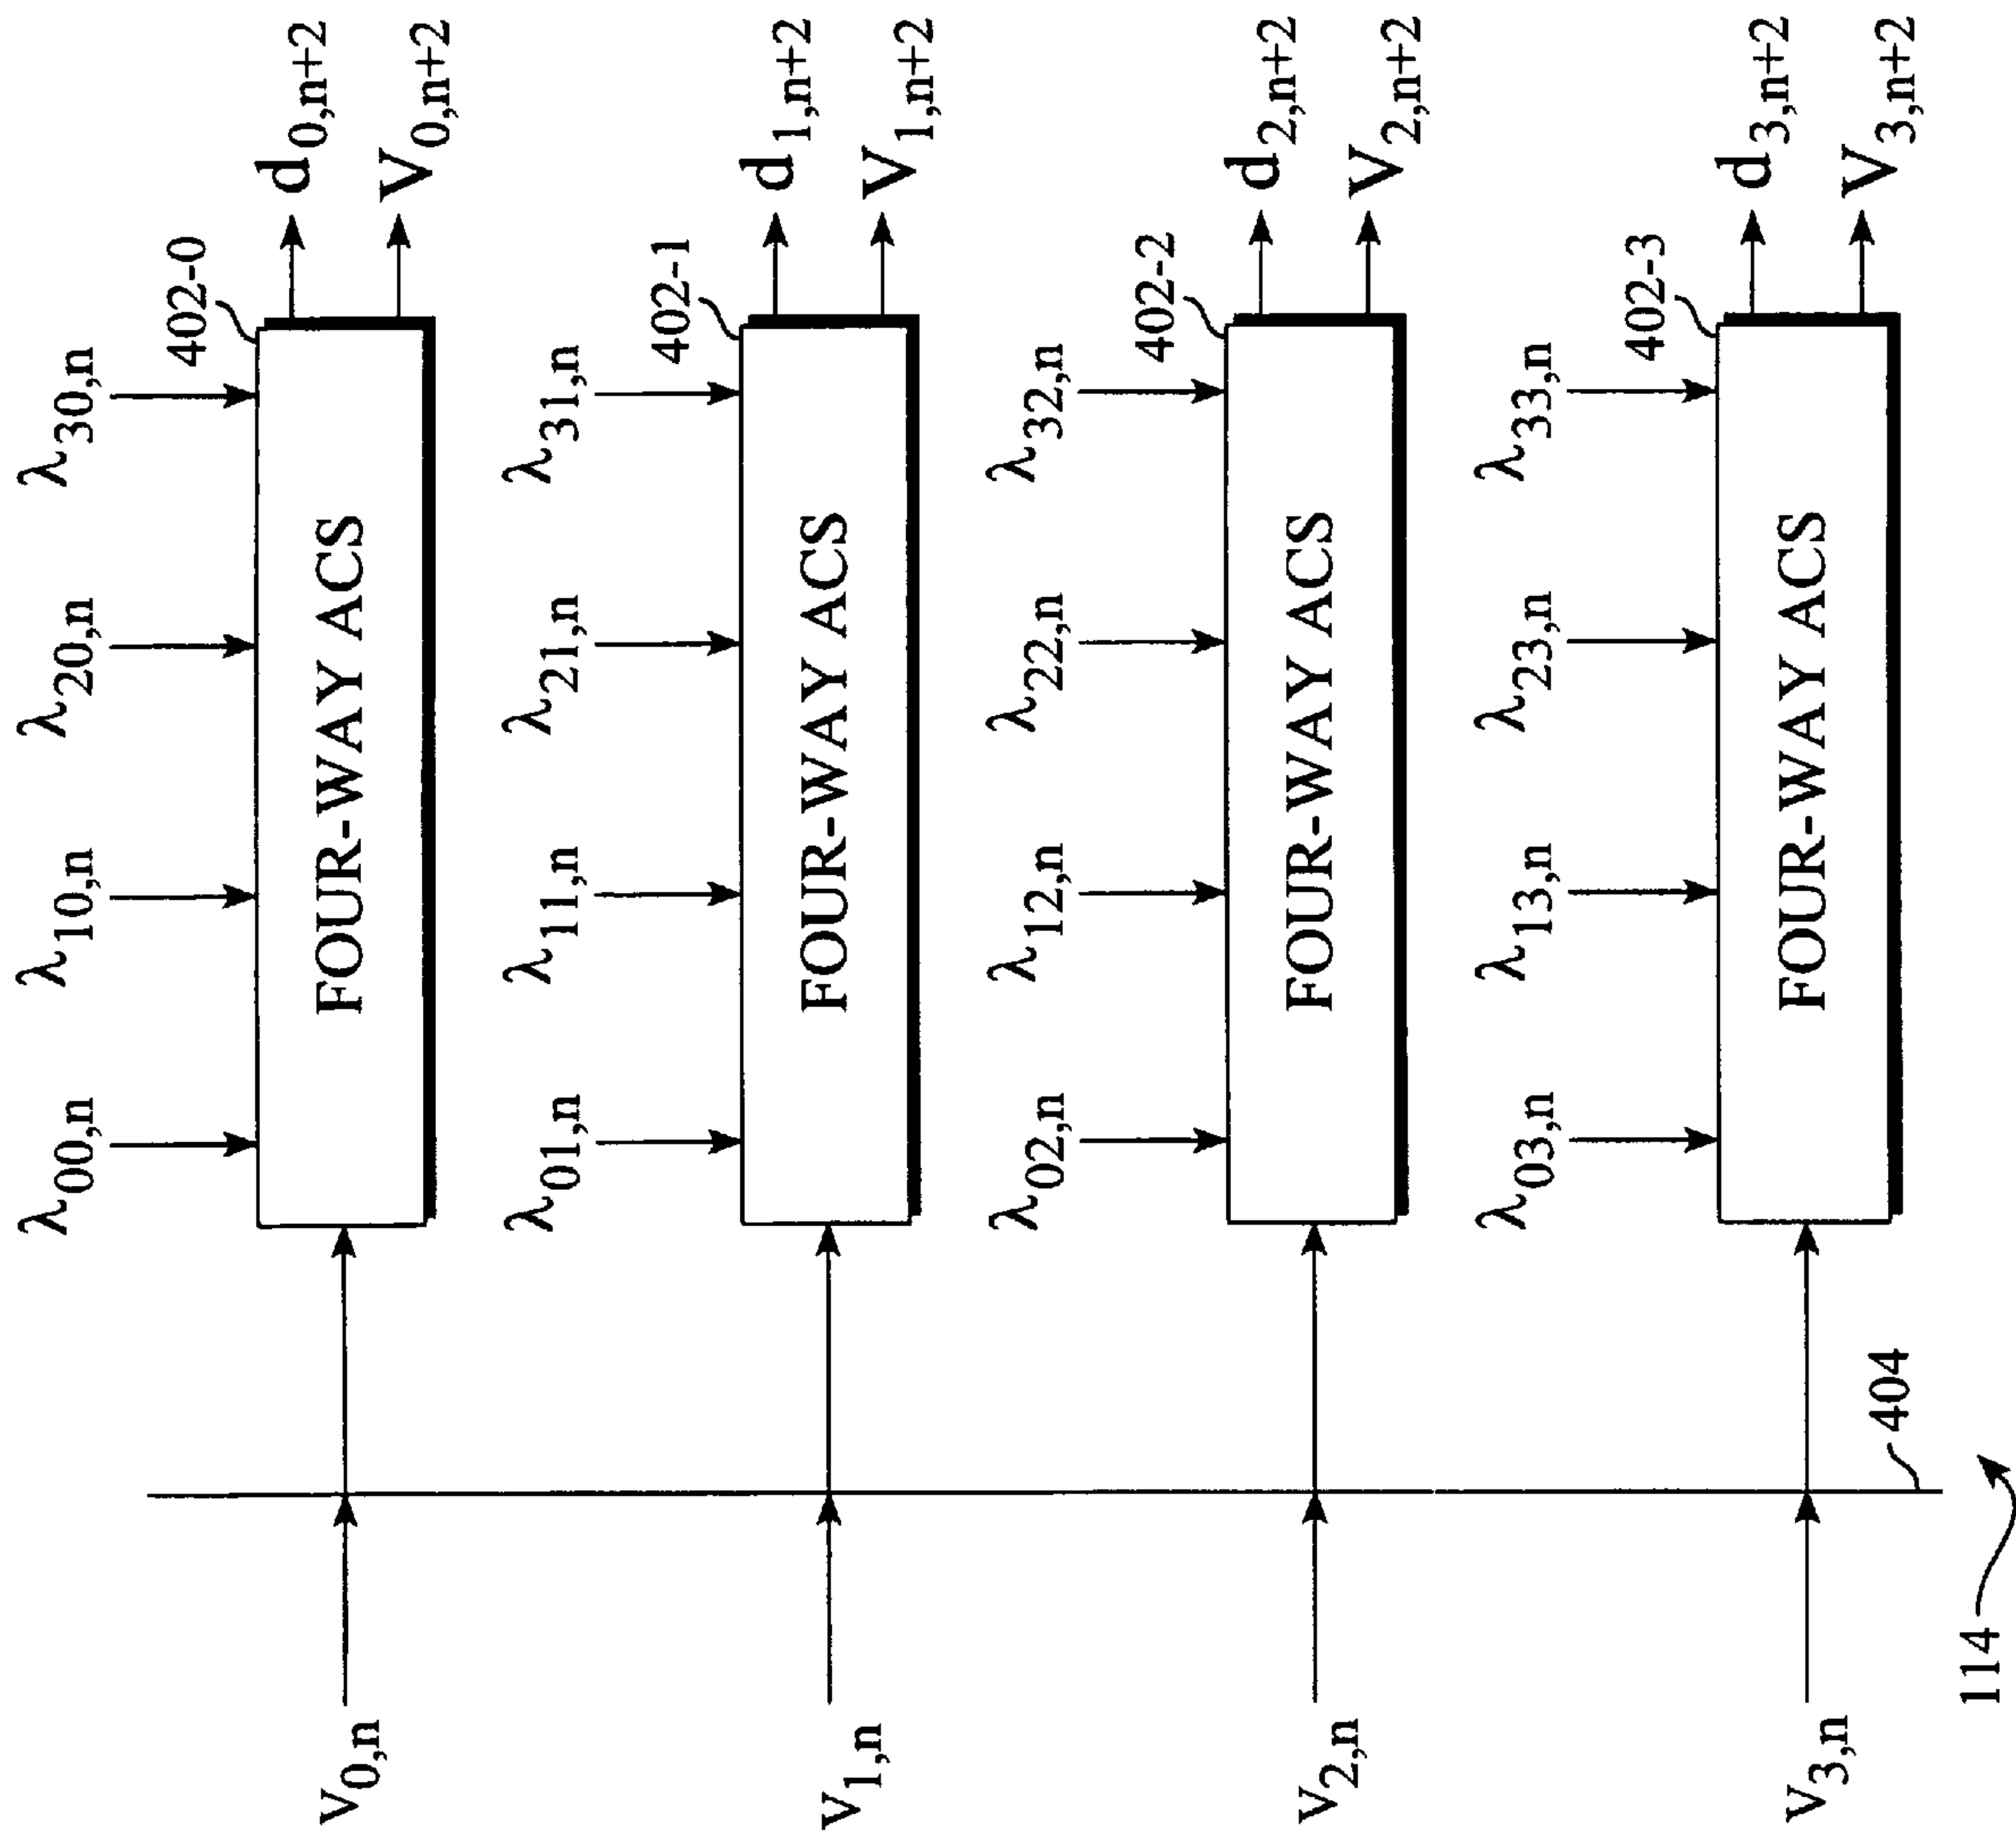 λ00,n λ10,n λ20,n λ30,n
402-0
v0,n FOUR-WAY ACS d0,n+2
V0,n+2
λ01,n λ11,n λ21,n λ31,n
402-1
v1,n FOUR-WAY ACS d1,n+2
V1,n+2
λ02,n λ12,n λ22,n λ32,n
402-2
v2,n FOUR-WAY ACS d2,n+2
V2,n+2
λ03,n λ13,n λ23,n λ33,n
402-3
v3,n FOUR-WAY ACS d3,n+2
V3,n+2
404
114